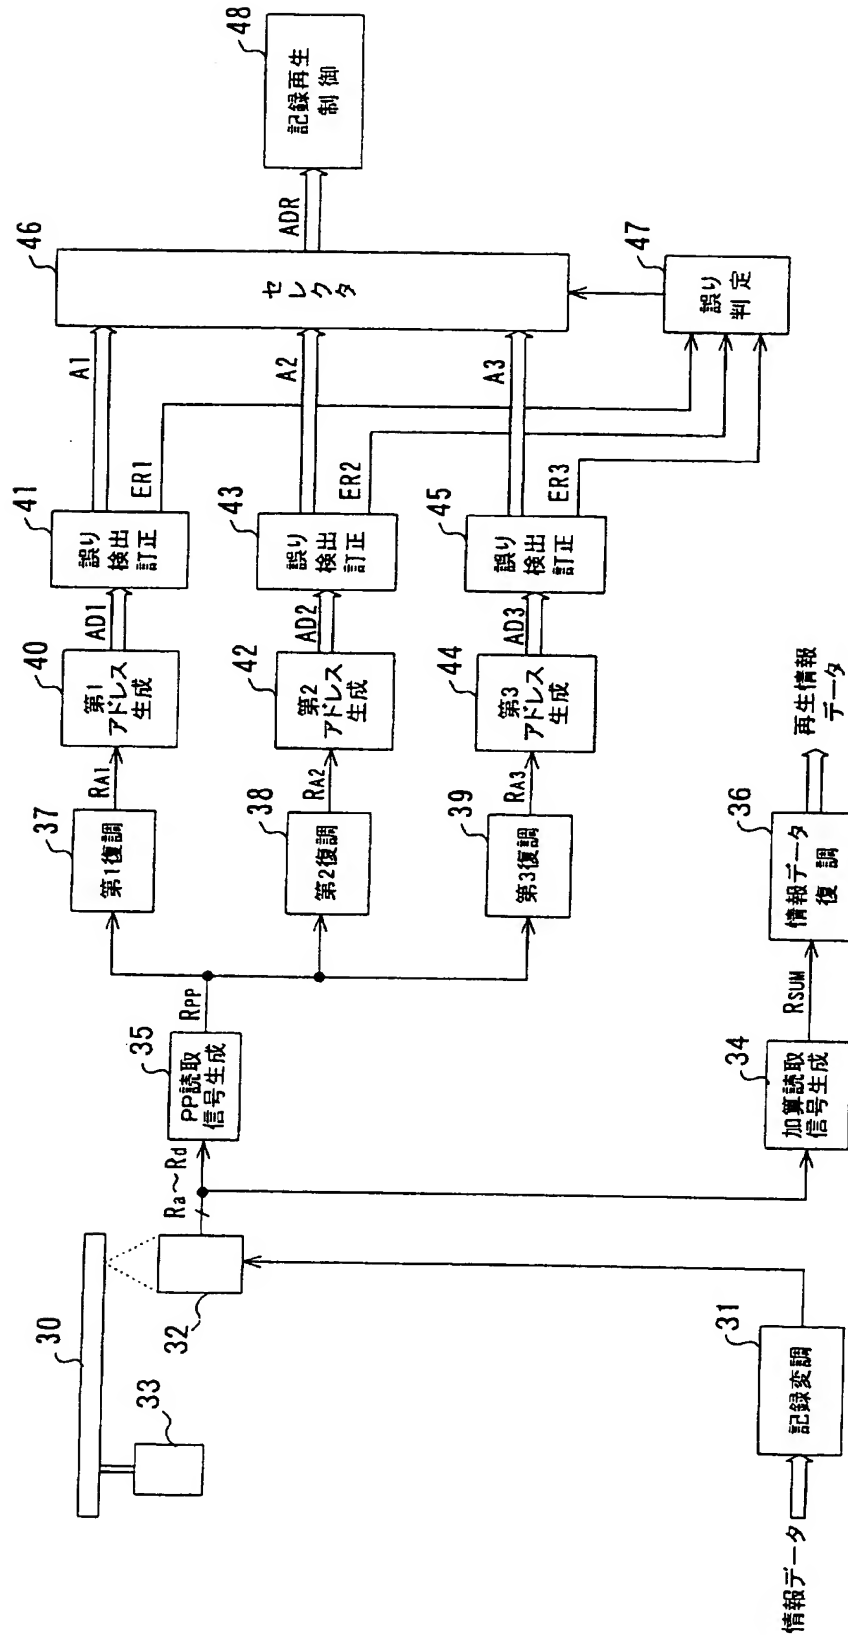 30
33
32
Ra～Rd
35
PP読取
信号生成
RPP
37
第1復調
RA1
40
第1
アドレス
生成
AD1
41
誤り
検出
訂正
A1
ER1
38
第2復調
RA2
42
第2
アドレス
生成
AD2
43
誤り
検出
訂正
A2
ER2
39
第3復調
RA3
44
第3
アドレス
生成
AD3
45
誤り
検出
訂正
A3
ER3
46
セレクタ
ADR
48
記録再生
制御
47
誤り
判定
情報データ
31
記録変調
34
加算読取
信号生成
RSUM
36
情報データ
復調
再生情報
データ